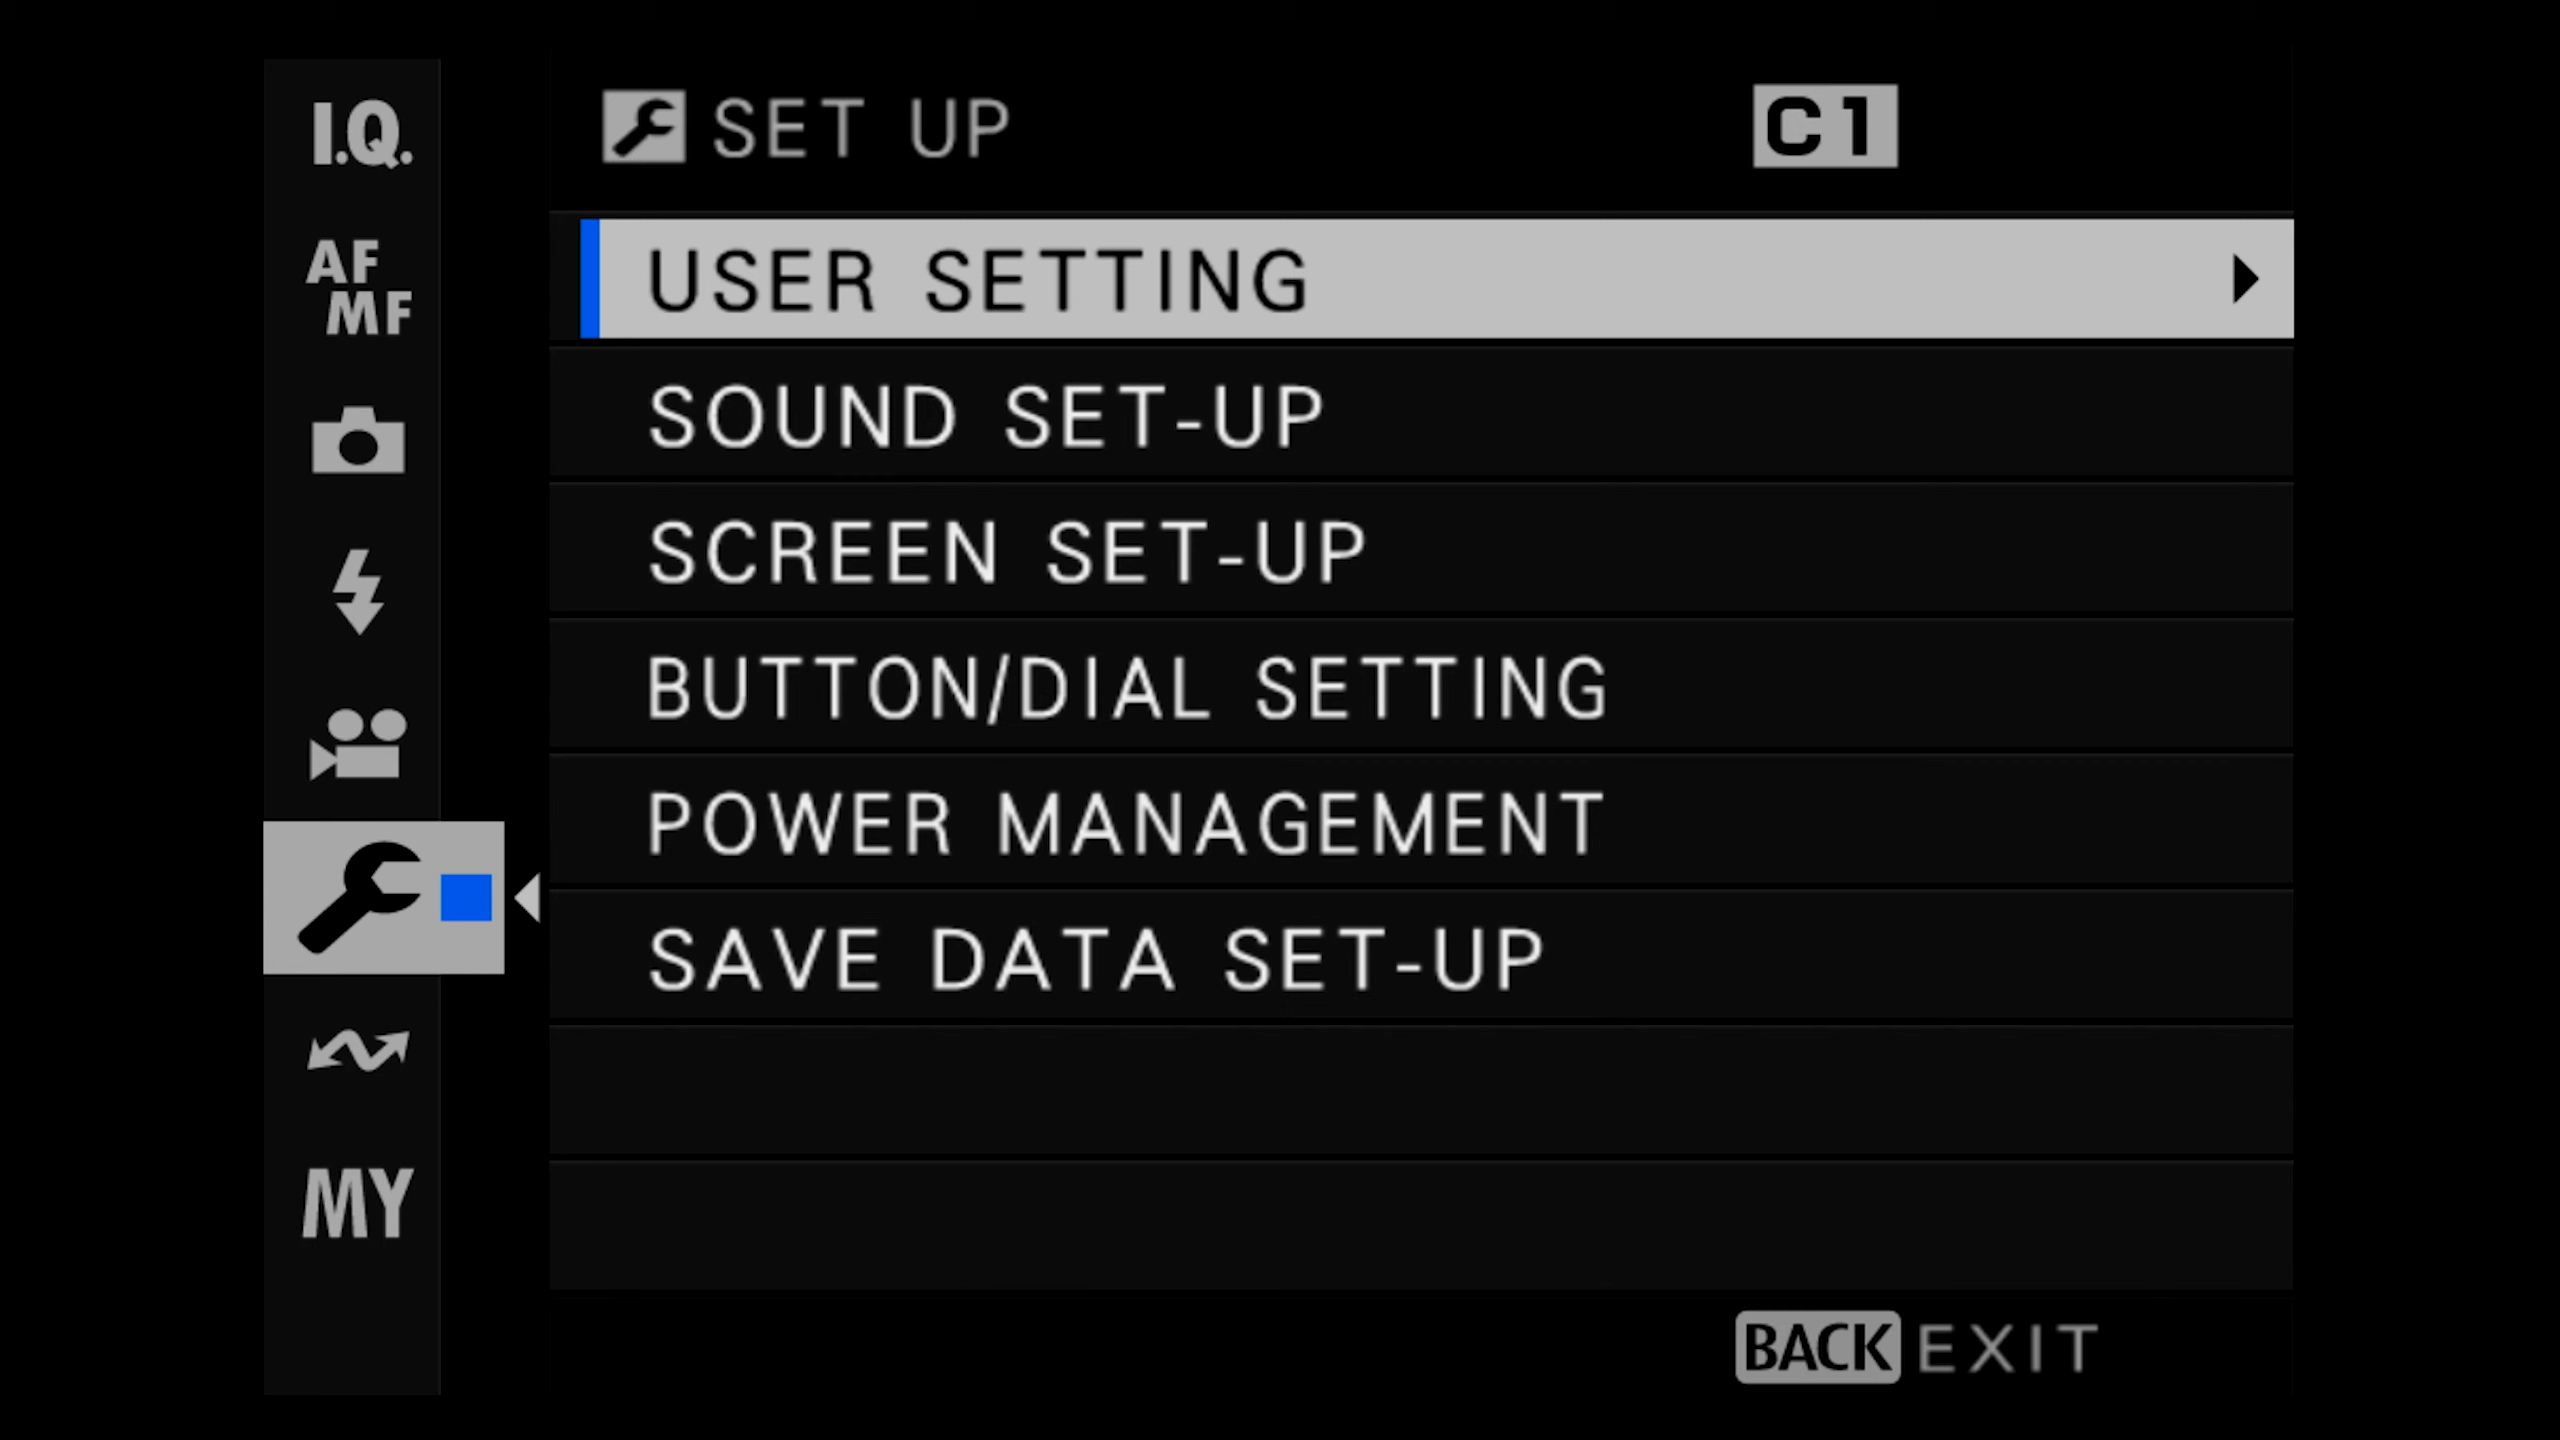 I.Q.
AF
MF
MY
SET UP
C1
USER SETTING
SOUND SET-UP
SCREEN SET-UP
BUTTON/DIAL SETTING
POWER MANAGEMENT
SAVE DATA SET-UP
BACK EXIT